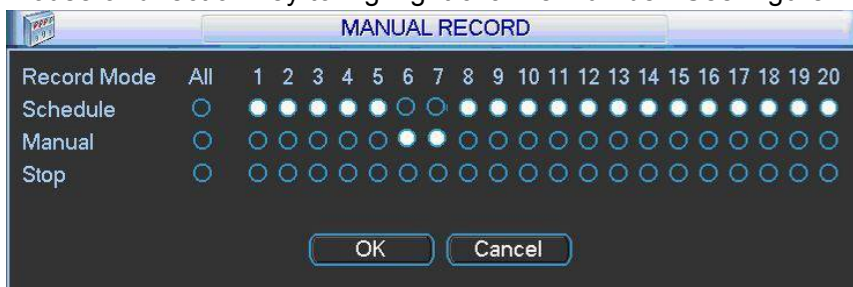 MANUAL RECORD
Record Mode All 1 2 3 4 5 6 7 8 9 10 11 12 13 14 15 16 17 18 19 20
Schedule
Manual
Stop
OK Cancel